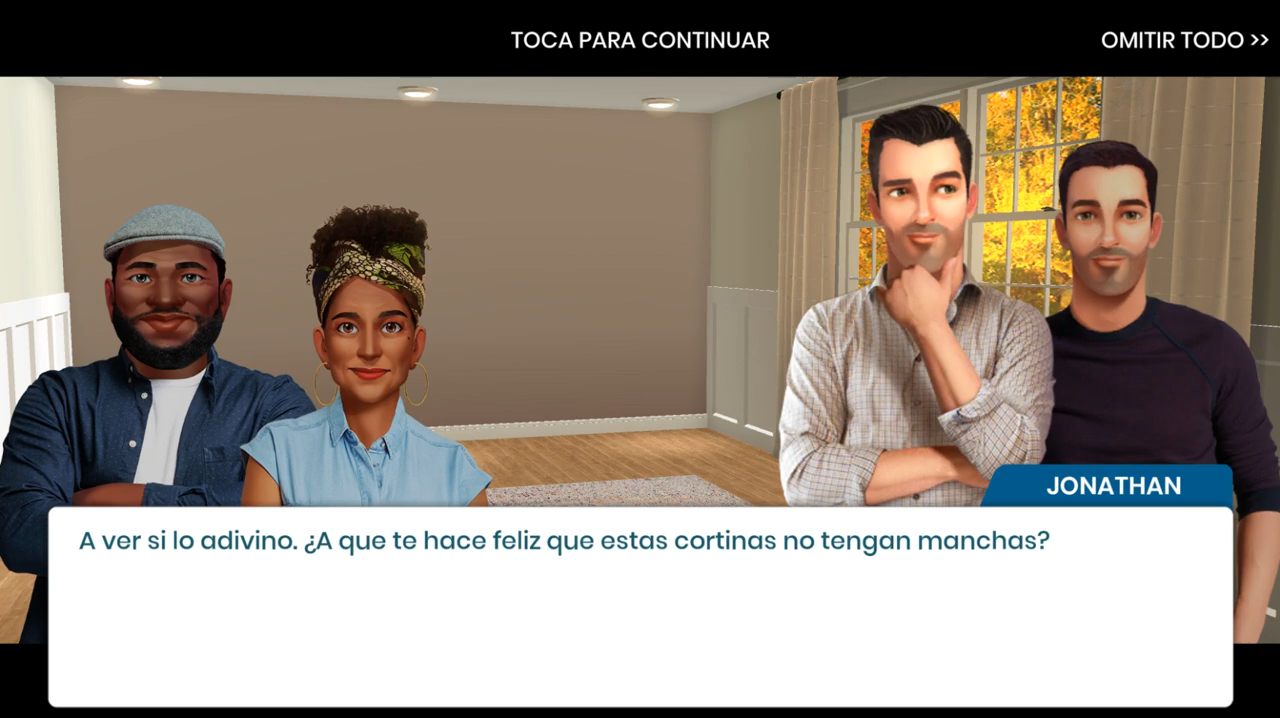 TOCA PARA CONTINUAR
OMITIR TODO >>
JONATHAN
A ver si lo adivino. ¿A que te hace feliz que estas cortinas no tengan manchas?